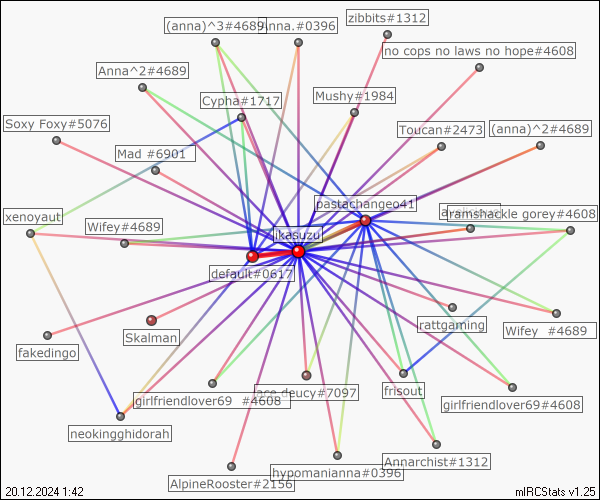 zibbits#1312
(anna)^3#4689
nna.#0396
no cops no laws no hope#4608
Anna^2#4689
Cypha#1717
Mushy#1984
Soxy Foxy#5076
Toucan#2473
(anna)^2#4689
Mad #6901
pastachangeo41
xenoyaut
ramshackle gorey#4608
Wifey#4689
jkasuzu
default#0617
rattgaming
Wifey #4689
Skalman
fakedingo
ace deucy#7097
frisout
girlfriendlover69 #4608
girlfriendlover69#4608
neokingghidorah
Annarchist#1312
hypomanianna#0396
AlpineRooster#2156
20.12.2024 1:42
mIRCStats v1.25